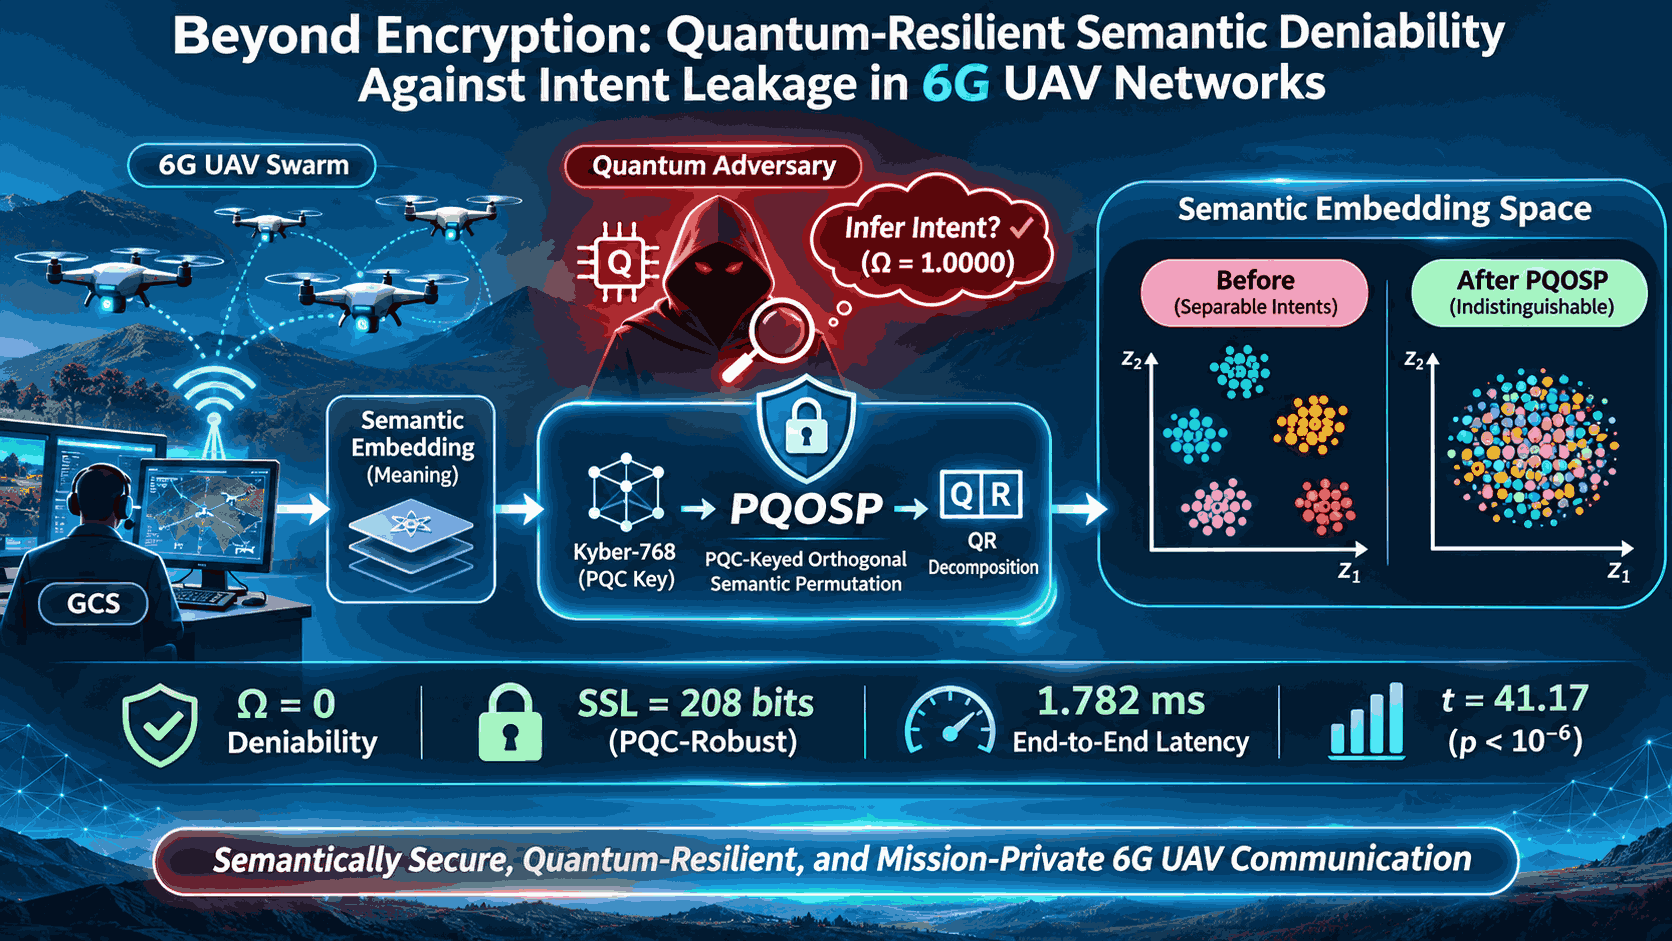 Beyond Encryption: Quantum-Resilient Semantic Deniability
Against Intent Leakage in 6G UAV Networks
6G UAV Swarm
Quantum Adversary
Q
Infer Intent? ✓
(Ω = 1.0000)
GCS
Semantic
Embedding
(Meaning)
Kyber-768
(PQC Key)
PQOSP
PQC-Keyed Orthogonal
Semantic Permutation
Q R
QR
Decomposition
Semantic Embedding Space
Before
(Separable Intents)
z₂
z₁
After PQOSP
(Indistinguishable)
z₂
z₁
Ω = 0
Deniability
SSL = 208 bits
(PQC-Robust)
1.782 ms
End-to-End Latency
t = 41.17
(p < 10⁻⁶)
Semantically Secure, Quantum-Resilient, and Mission-Private 6G UAV Communication